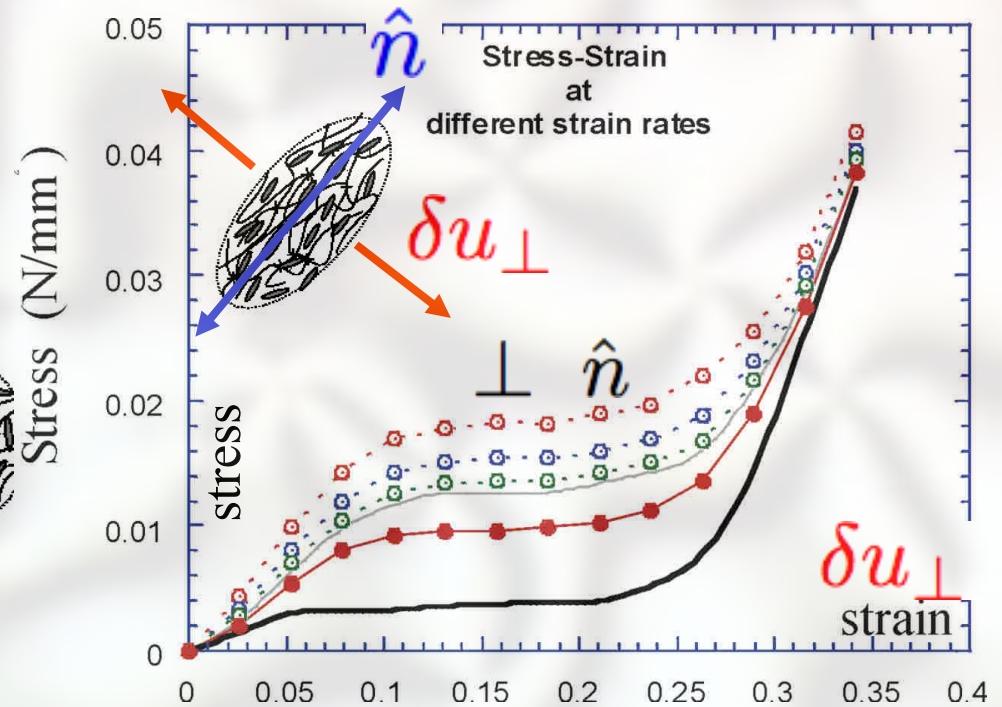 Stress-Strain
at
different strain rates
n̂
δu⊥
⊥ n̂
Stress (N/mm )
stress
0.05
0.04
0.03
0.02
0.01
0
0 0.05 0.1 0.15 0.2 0.25 0.3 0.35 0.4
δu⊥
strain